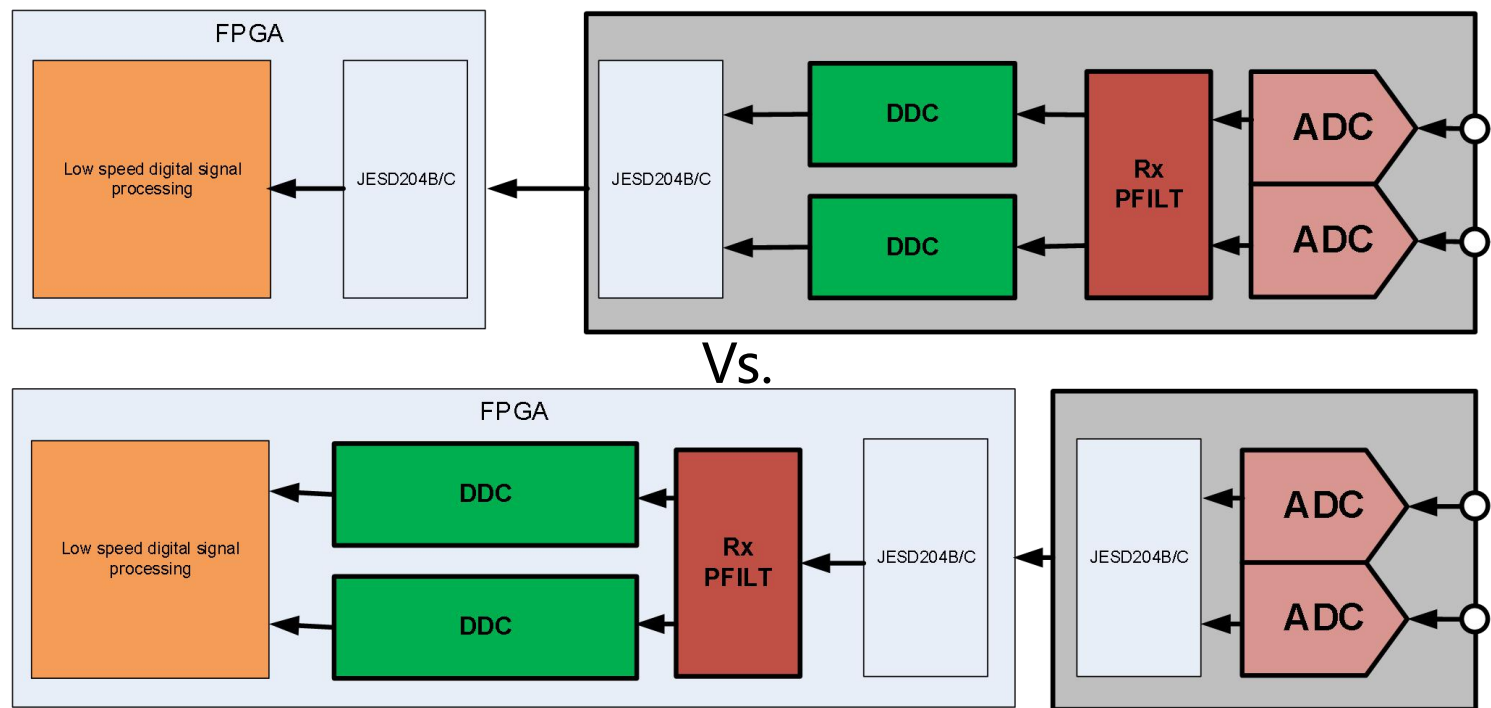 FPGA
Low speed digital signal
processing
JESD204B/C
JESD204B/C
DDC
DDC
Rx
PFILT
ADC
ADC
Vs.
FPGA
Low speed digital signal
processing
DDC
DDC
Rx
PFILT
JESD204B/C
JESD204B/C
ADC
ADC